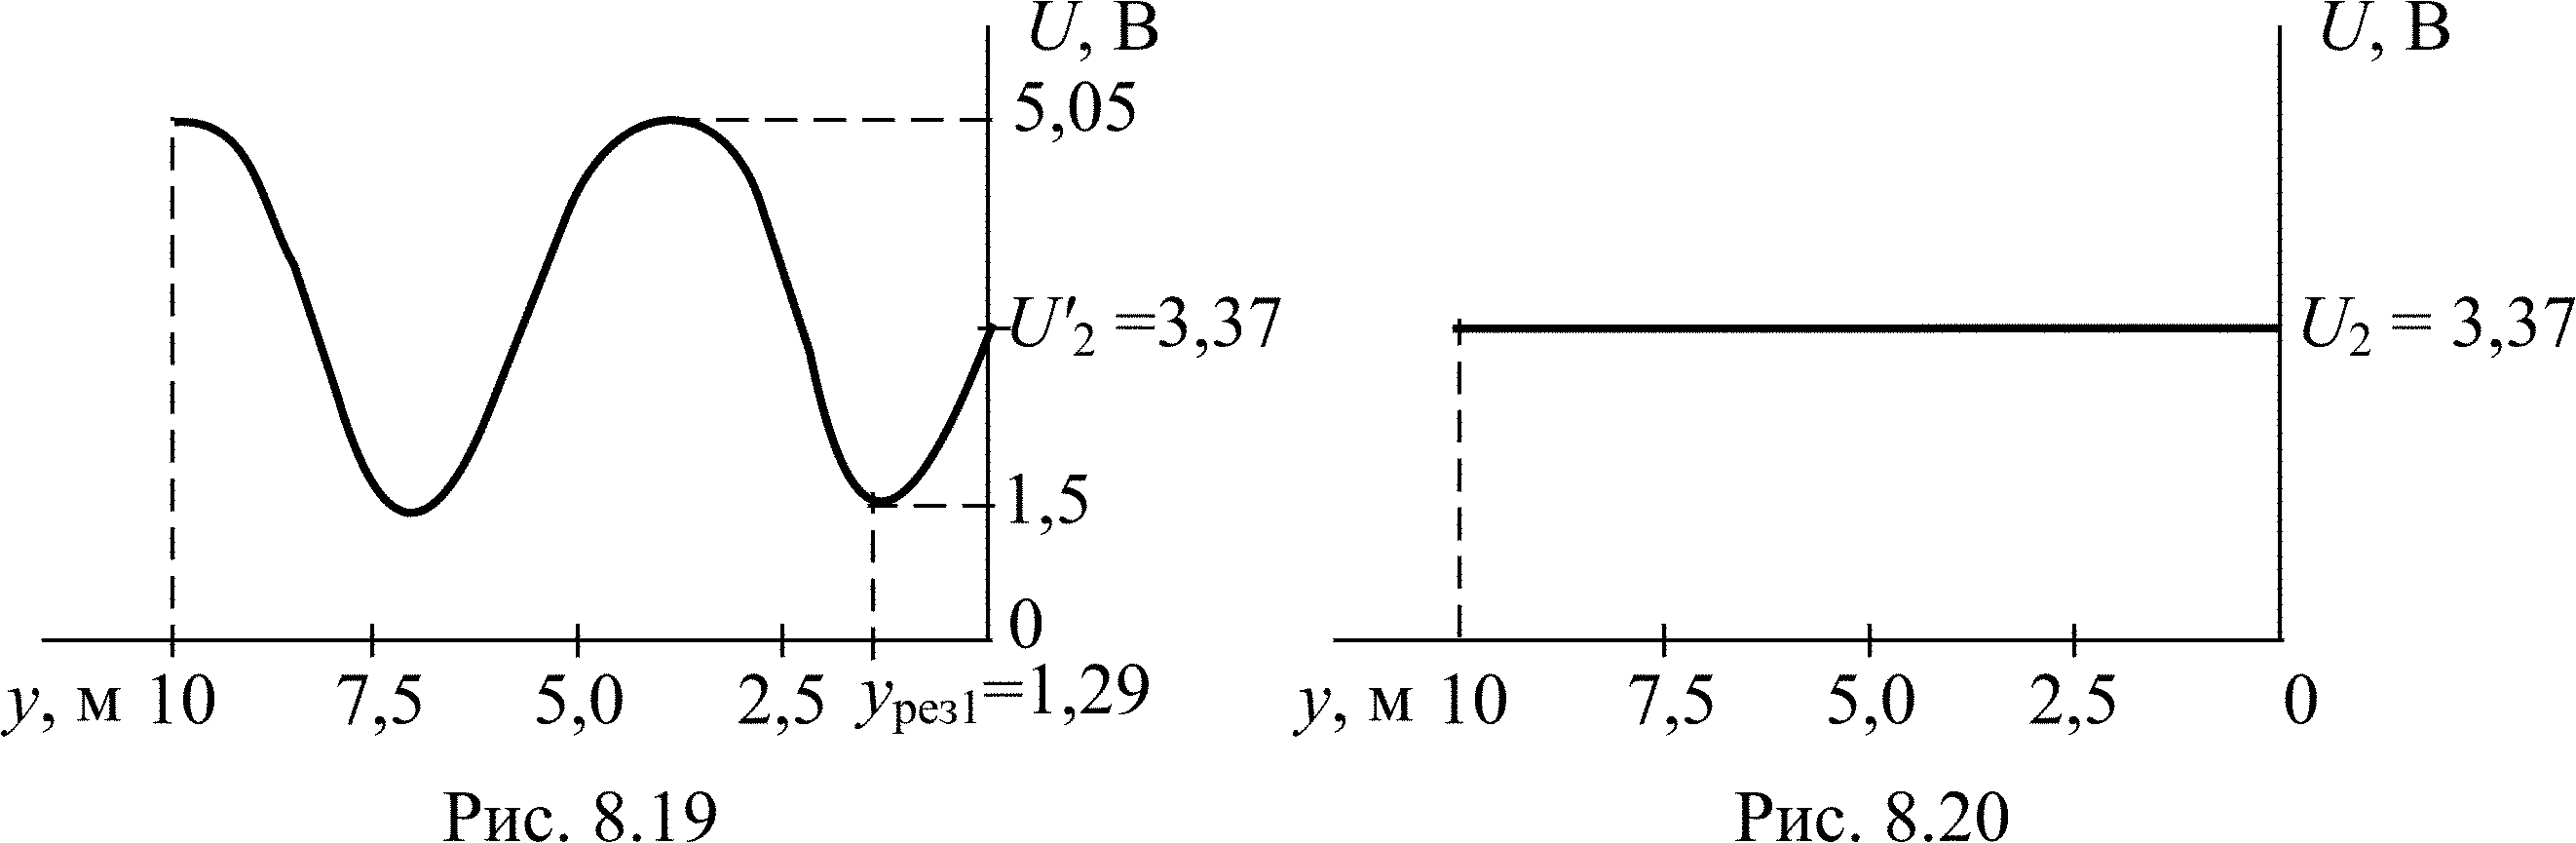 U, В
5,05
U′2 =3,37
1,5
0
y, м 10 7,5 5,0 2,5 yрез1=1,29
Рис. 8.19
U, В
U2 = 3,37
y, м 10 7,5 5,0 2,5 0
Рис. 8.20